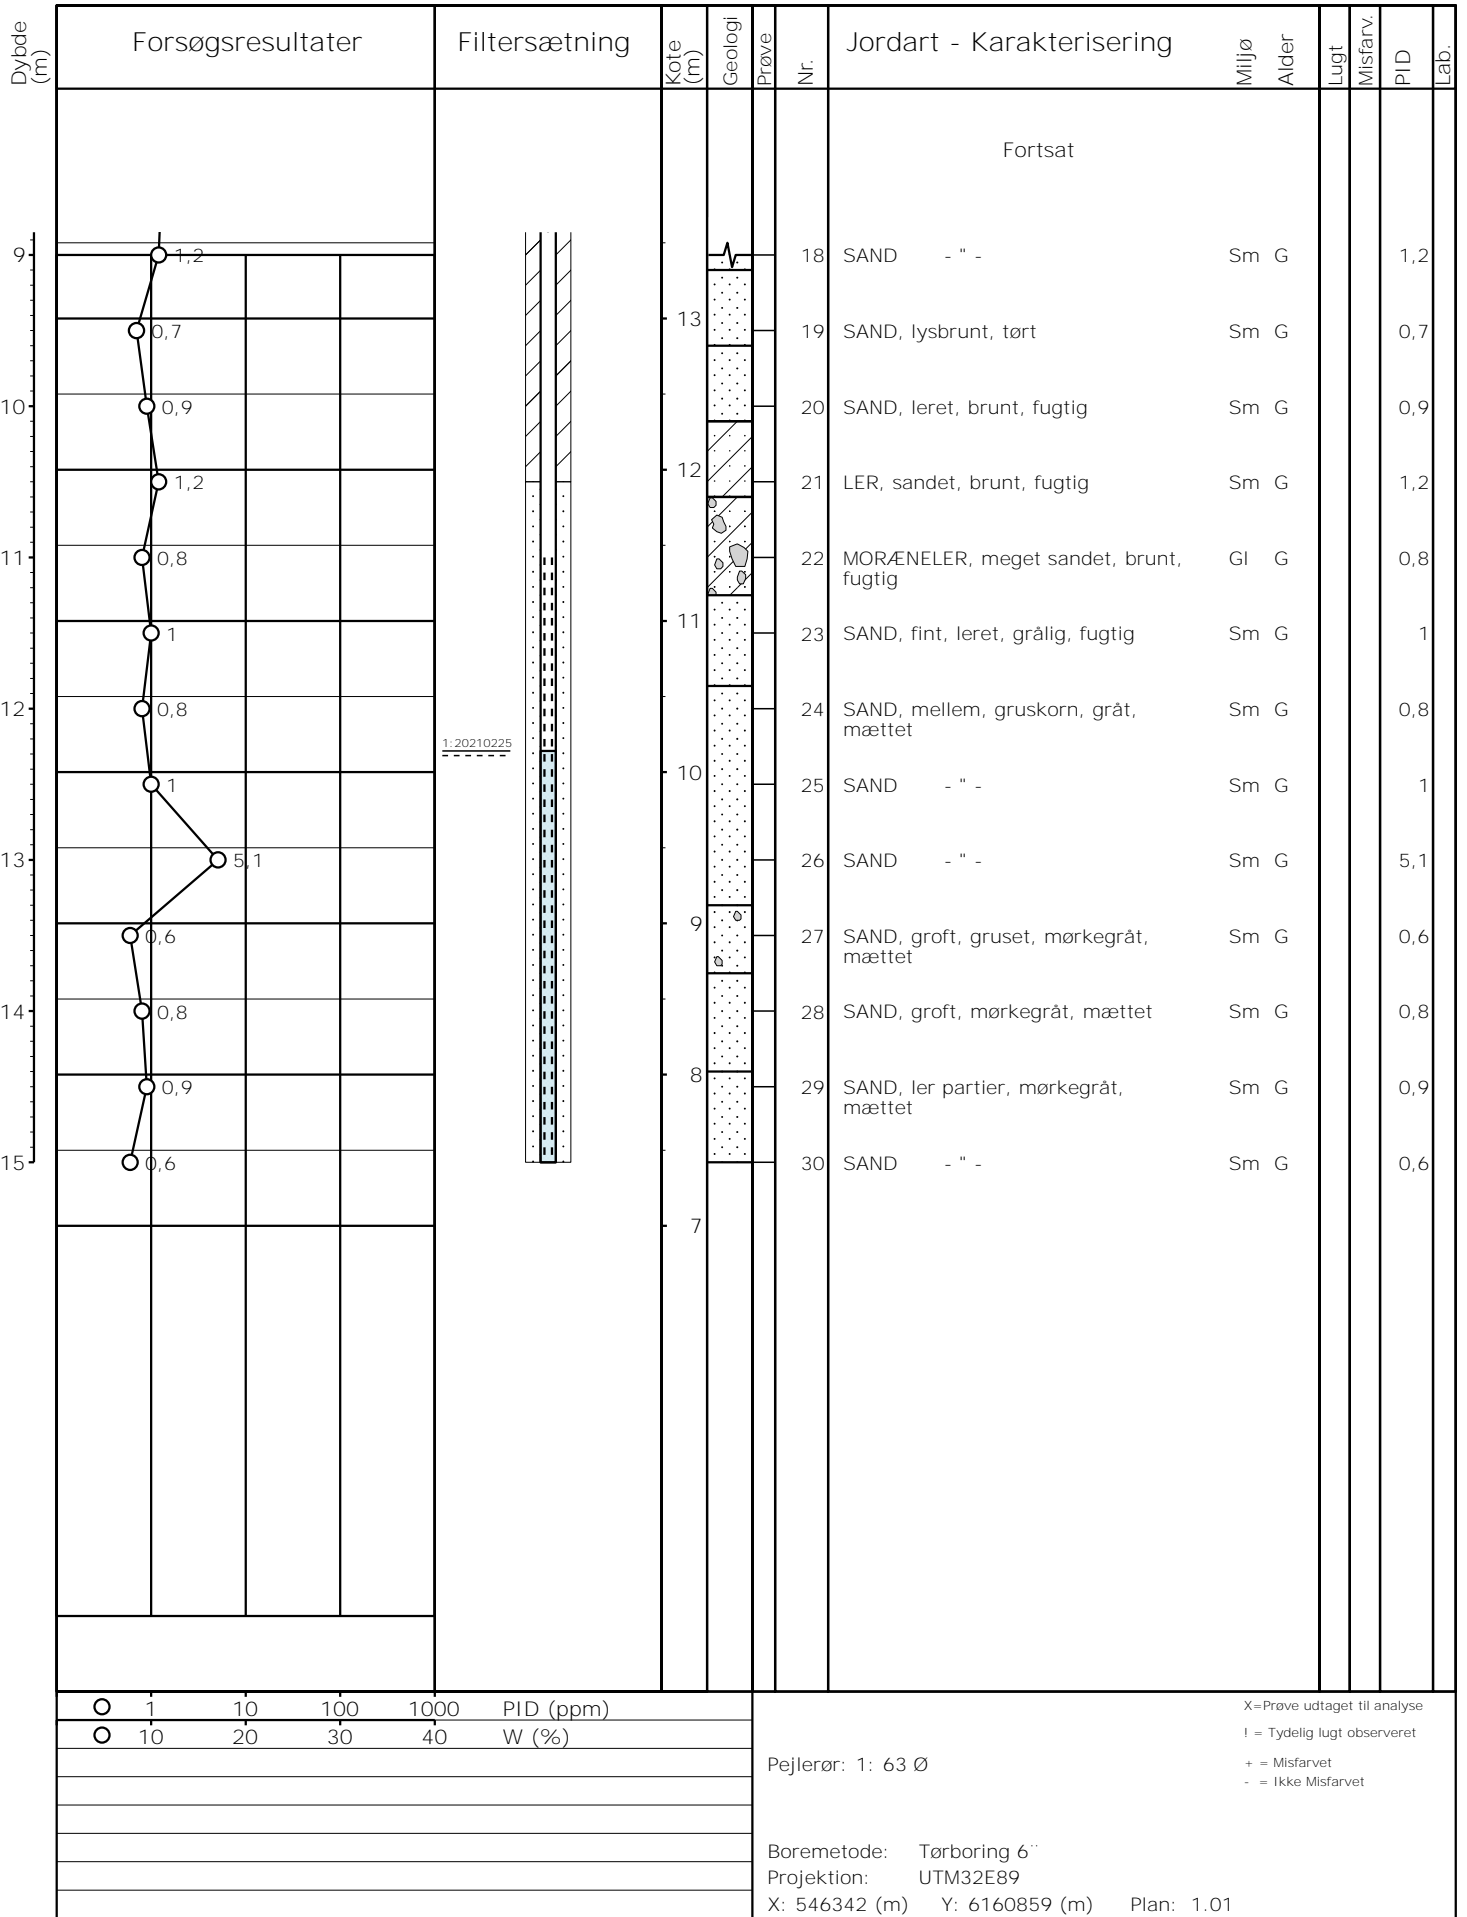 Dybde (m) Forsøgsresultater Filtersætning Kote (m) Geologi Prøve Nr. Jordart - Karakterisering Miljø Alder Lugt Misfarv. PID Lab.
Fortsat
9 1,2 18 SAND - " - Sm G 1,2
13
0,7 19 SAND, lysbrunt, tørt Sm G 0,7
10 0,9 20 SAND, leret, brunt, fugtig Sm G 0,9
12
1,2 21 LER, sandet, brunt, fugtig Sm G 1,2
11 0,8 22 MORÆNELER, meget sandet, brunt, Gl G 0,8
fugtig
11
1 23 SAND, fint, leret, grålig, fugtig Sm G 1
12 0,8 24 SAND, mellem, gruskorn, gråt, Sm G 0,8
mættet
1:20210225
10
1 25 SAND - " - Sm G 1
13 5,1 26 SAND - " - Sm G 5,1
9
0,6 27 SAND, groft, gruset, mørkegråt, Sm G 0,6
mættet
14 0,8 28 SAND, groft, mørkegråt, mættet Sm G 0,8
8
0,9 29 SAND, ler partier, mørkegråt, Sm G 0,9
mættet
15 0,6 30 SAND - " - Sm G 0,6
7
1 10 100 1000 PID (ppm)
10 20 30 40 W (%)
X=Prøve udtaget til analyse
! = Tydelig lugt observeret
+ = Misfarvet
- = Ikke Misfarvet
Pejlerør: 1: 63 Ø
Boremetode: Tørboring 6¨
Projektion: UTM32E89
X: 546342 (m) Y: 6160859 (m) Plan: 1.01